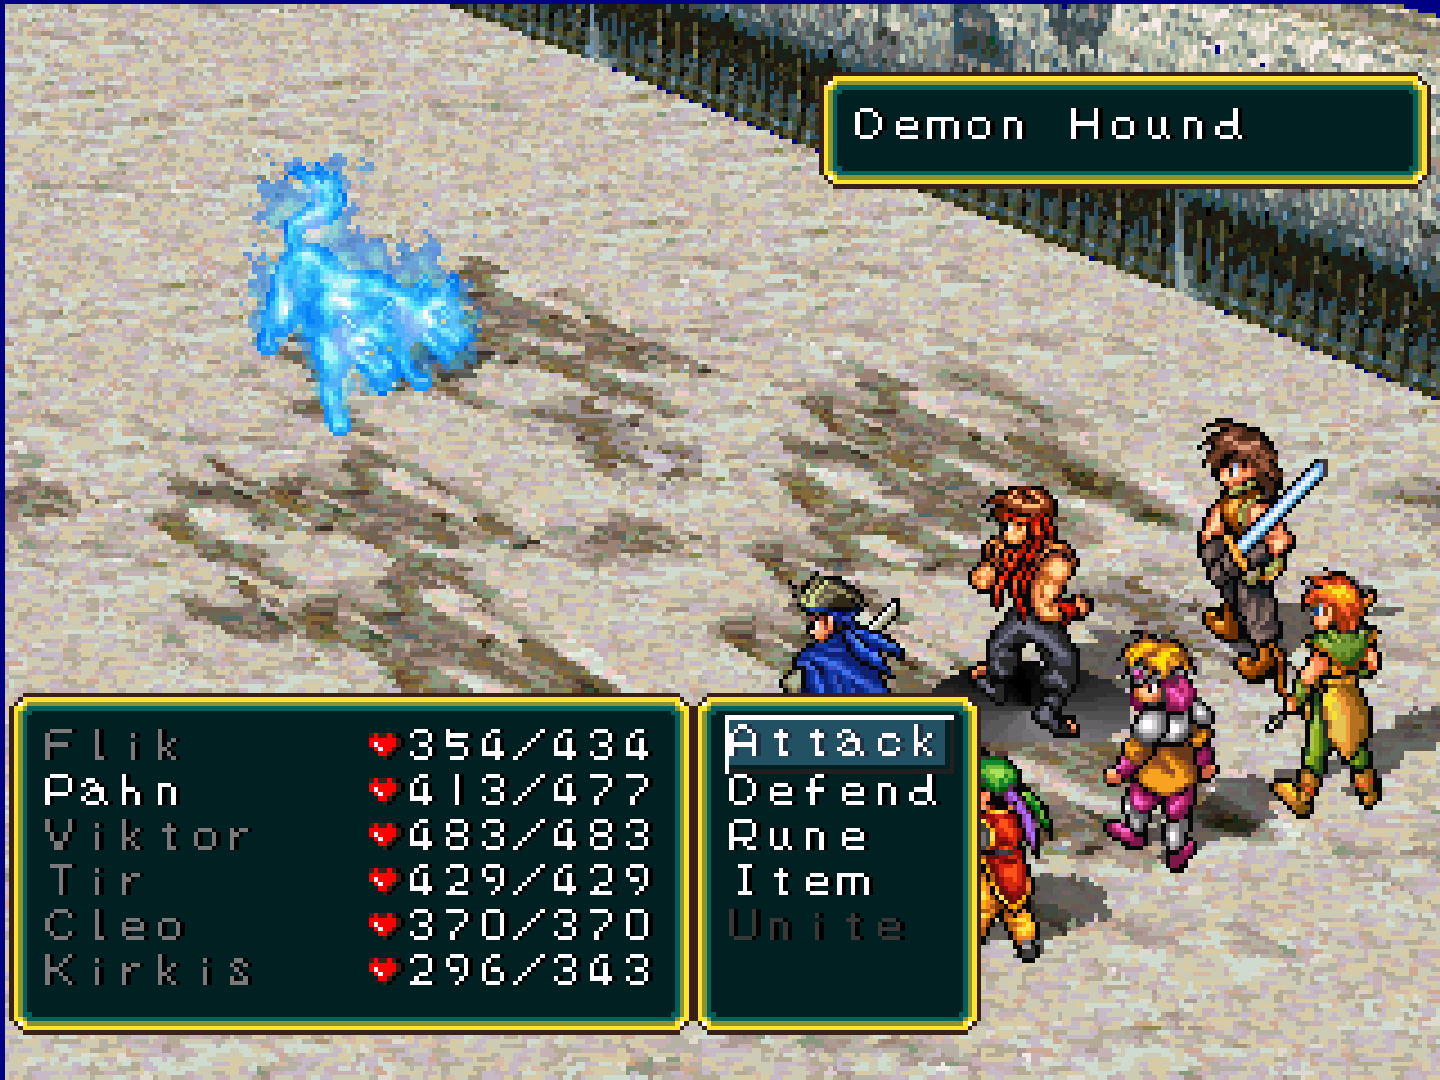 Demon Hound
Flik 354/434
Pahn 413/477
Viktor 483/483
Tir 429/429
Cleo 370/370
Kirkis 296/343
Attack
Defend
Rune
Item
Unite